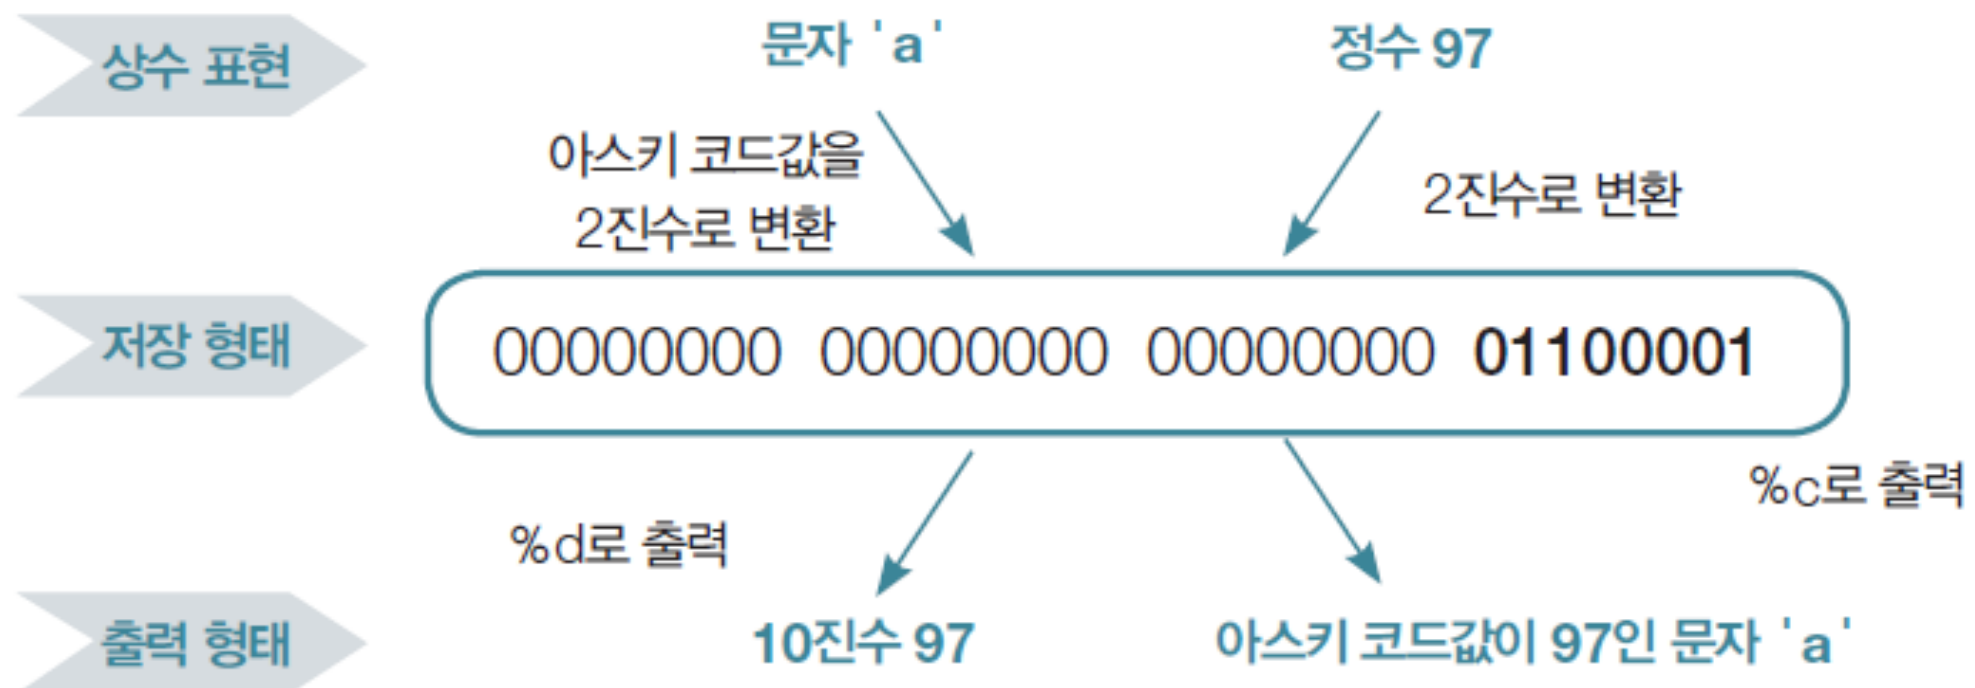 상수 표현
문자 'a'
정수 97
아스키 코드값을
2진수로 변환
2진수로 변환
저장 형태
00000000 00000000 00000000 01100001
%d로 출력
%c로 출력
출력 형태
10진수 97
아스키 코드값이 97인 문자 'a'